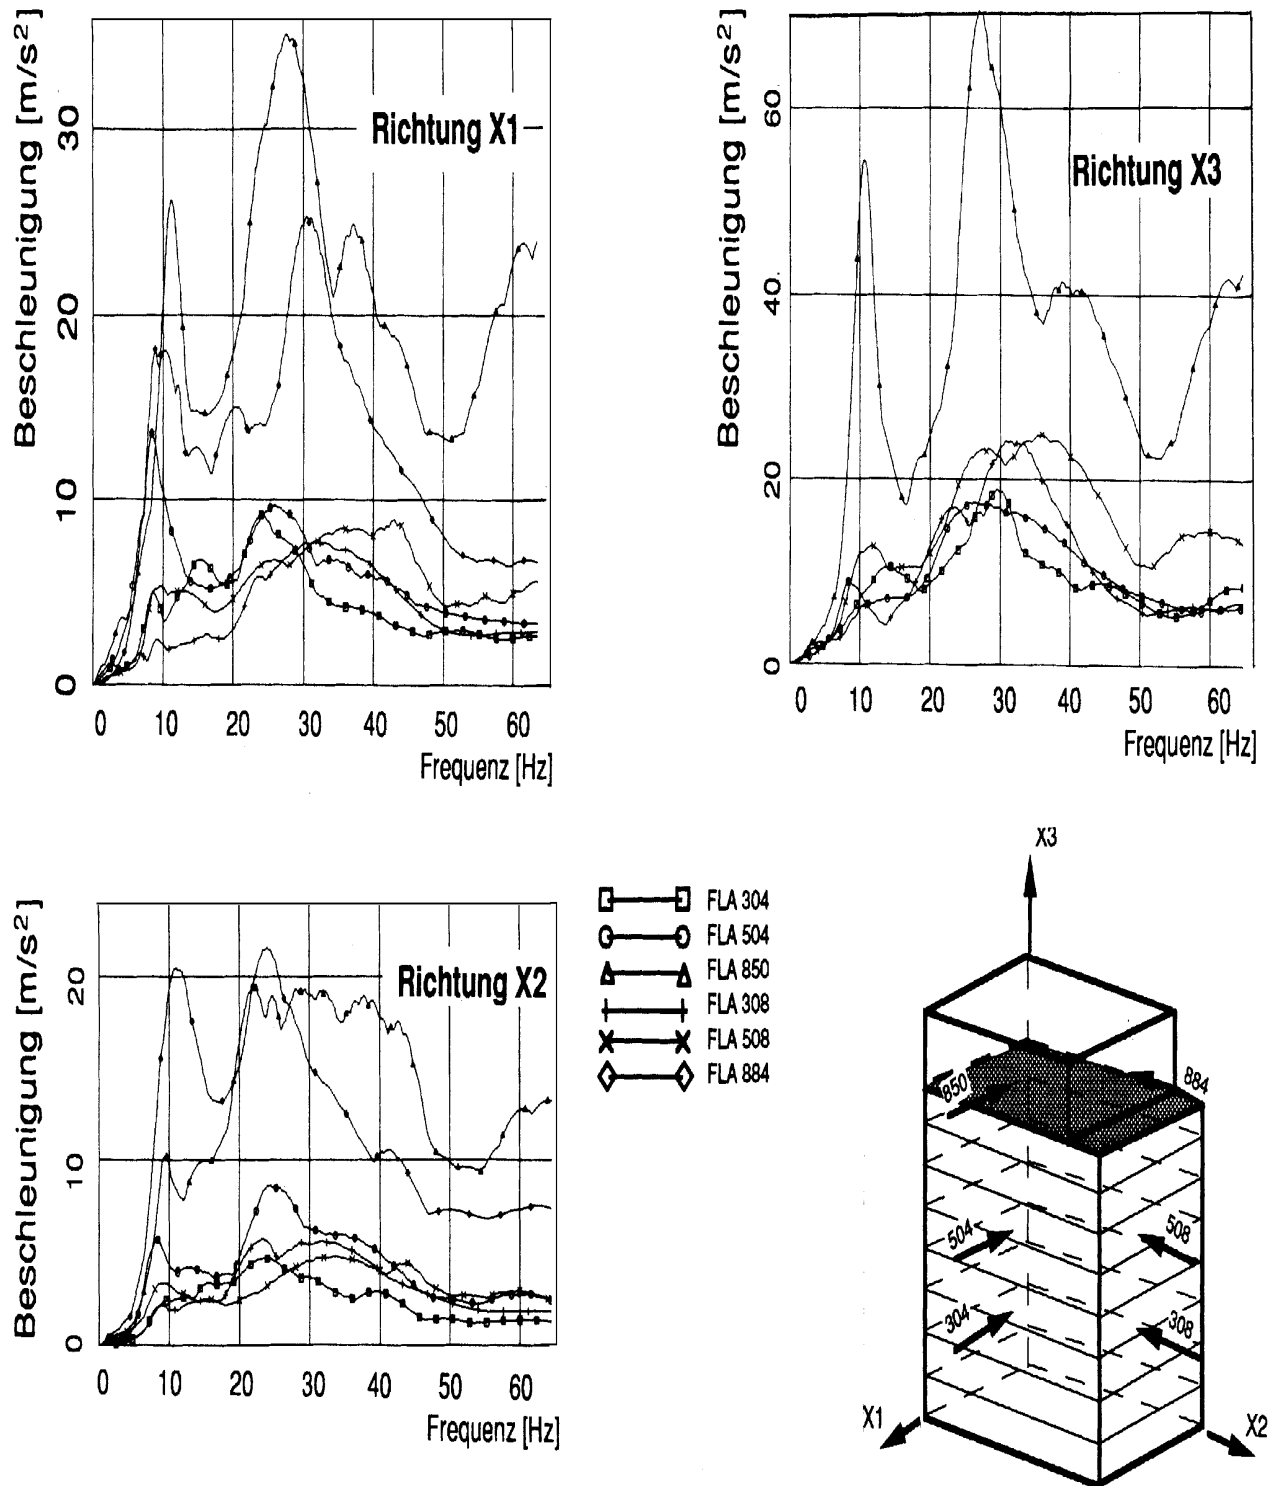 Beschleunigung [m/s²]
30
20
10
0
Richtung X1
0 10 20 30 40 50 60
Frequenz [Hz]
Beschleunigung [m/s²]
60.
40.
20
0
Richtung X3
0 10 20 30 40 50 60
Frequenz [Hz]
Beschleunigung [m/s²]
20
10
0
Richtung X2
0 10 20 30 40 50 60
Frequenz [Hz]
FLA 304
FLA 504
FLA 850
FLA 308
FLA 508
FLA 884
X3
850
884
504
508
304
308
X1
X2